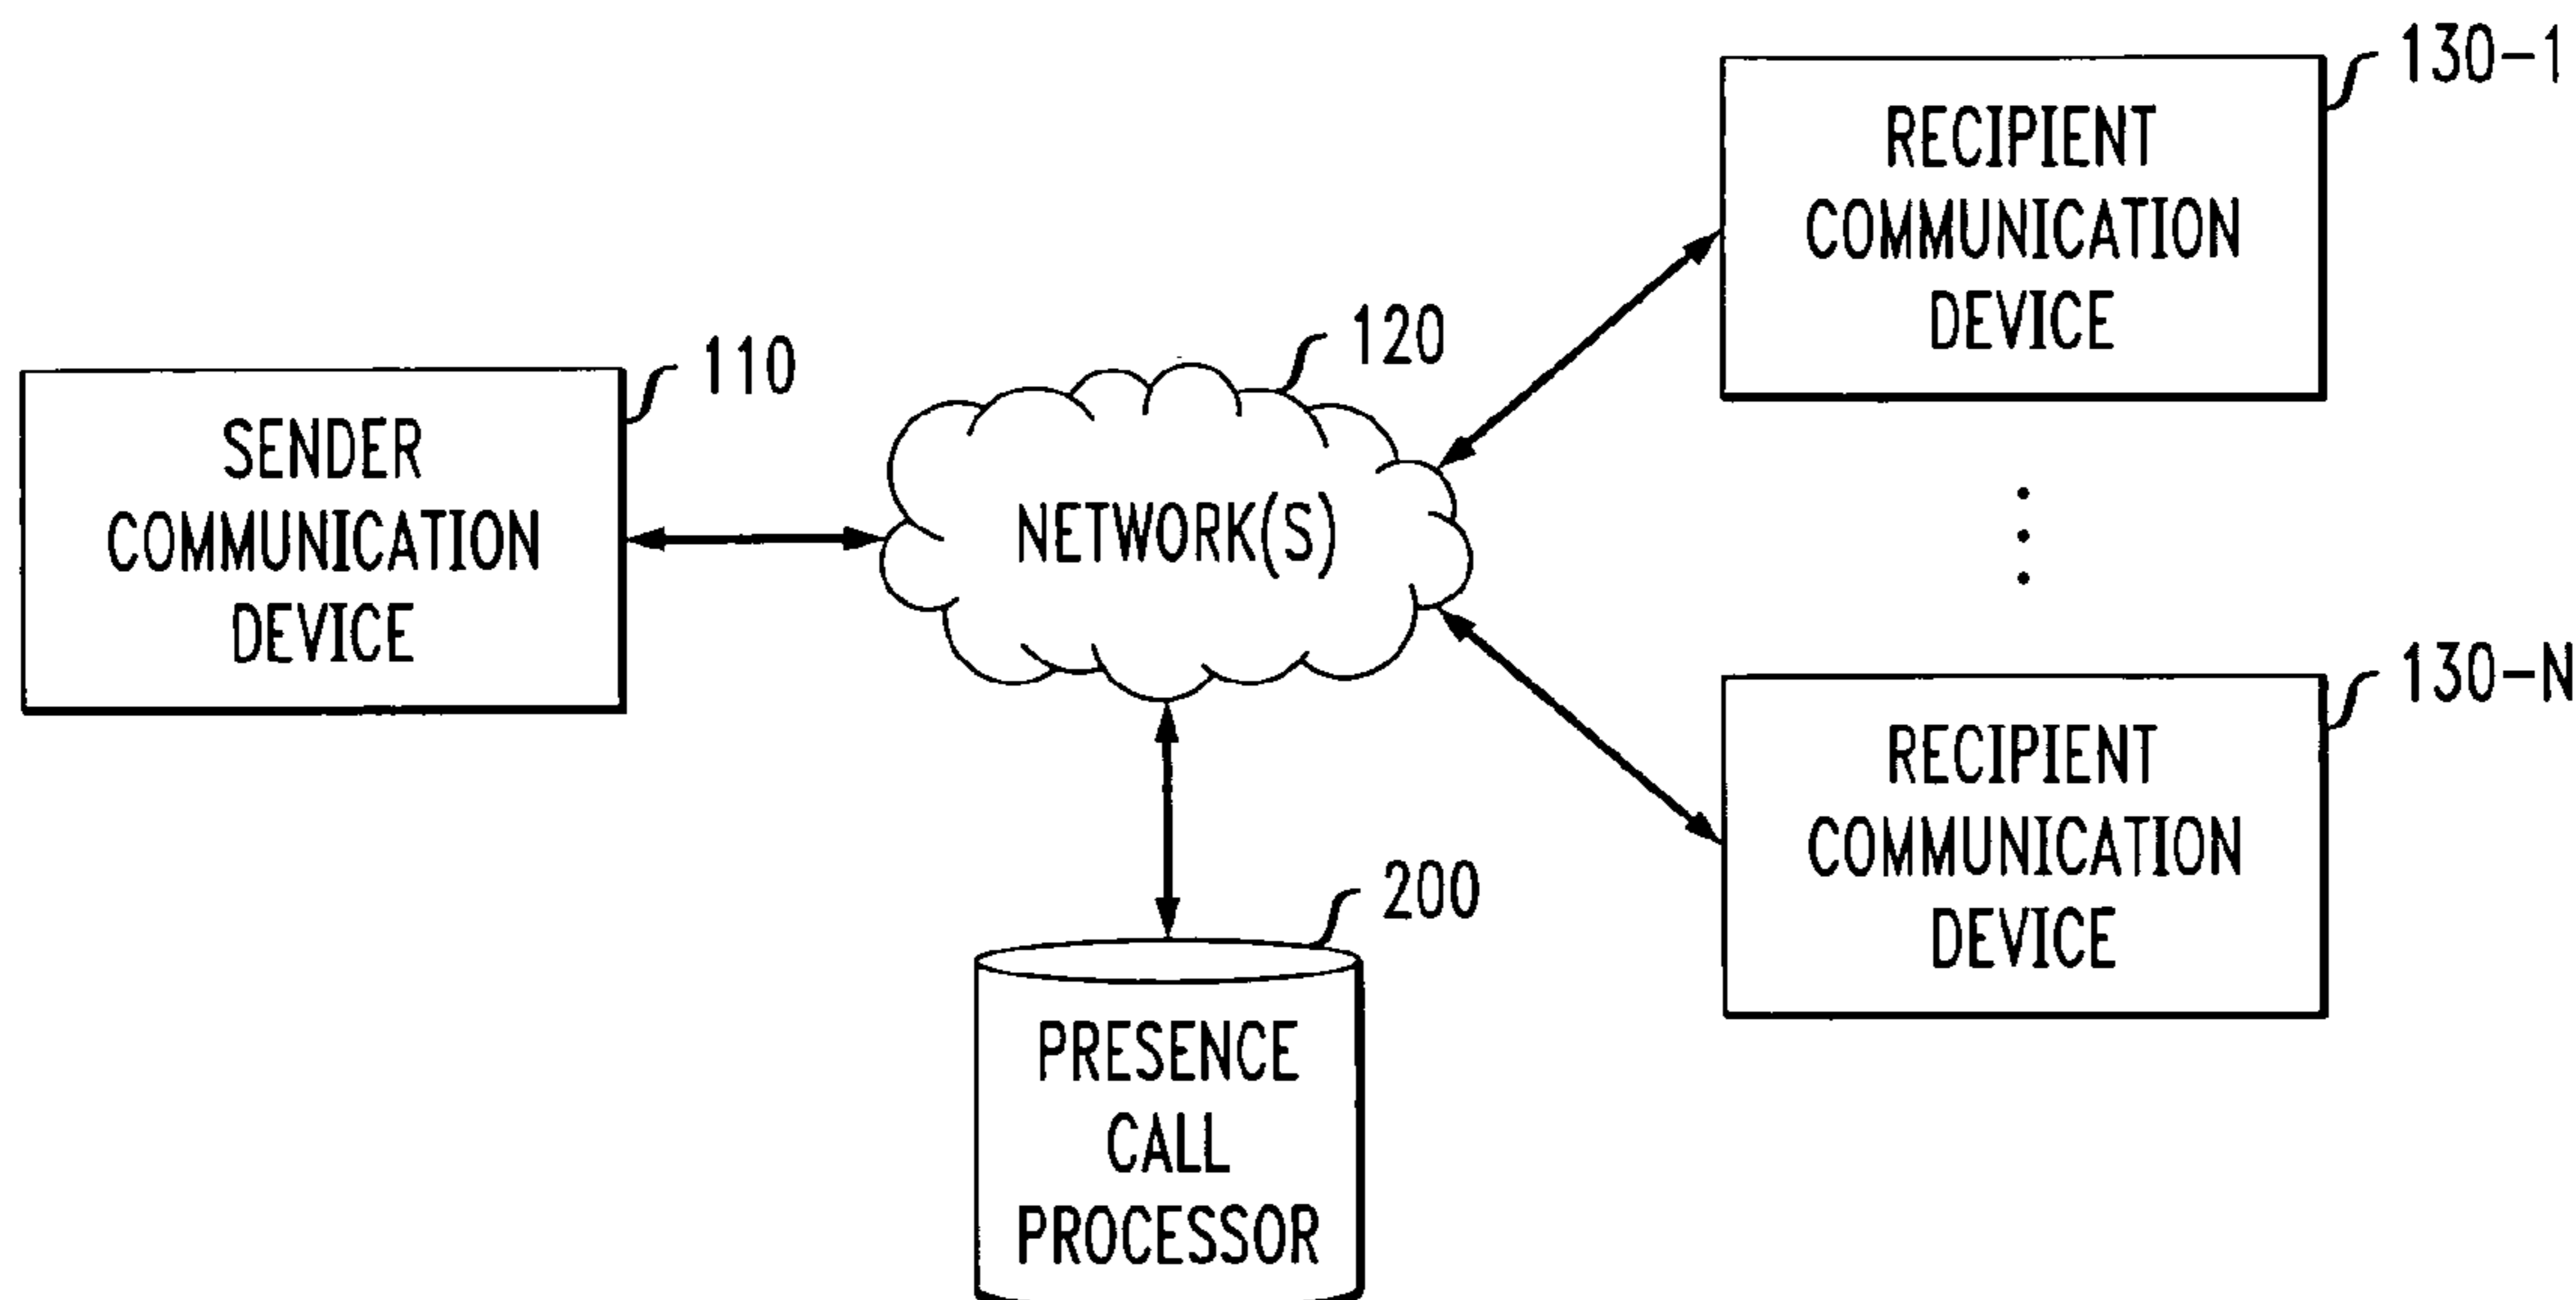 130-1
RECIPIENT
COMMUNICATION
DEVICE
110
SENDER
COMMUNICATION
DEVICE
120
NETWORK(S)
130-N
RECIPIENT
COMMUNICATION
DEVICE
200
PRESENCE
CALL
PROCESSOR